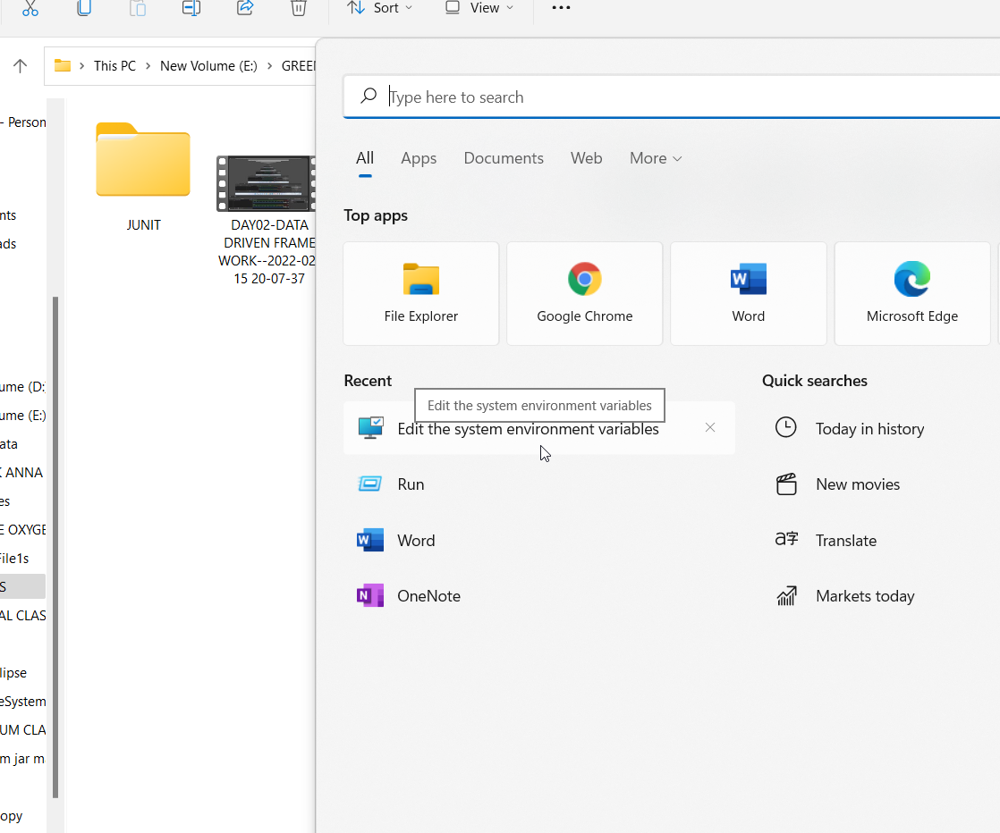 Sort
View
This PC
New Volume (E:)
GREE
- Person
nts
ads
ume (D:
ume (E:)
ata
ANNA
es
E OXYGE
File1s
S
AL CLAS
lipse
eSystem
UM CLA
m jar m
opy
JUNIT
DAY02-DATA
DRIVEN FRAME
WORK--2022-02
15 20-07-37
Type here to search
All Apps Documents Web More
Top apps
File Explorer
Google Chrome
Word
Microsoft Edge
Recent
Edit the system environment variables
Edit the system environment variables
Run
Word
OneNote
Quick searches
Today in history
New movies
Translate
Markets today